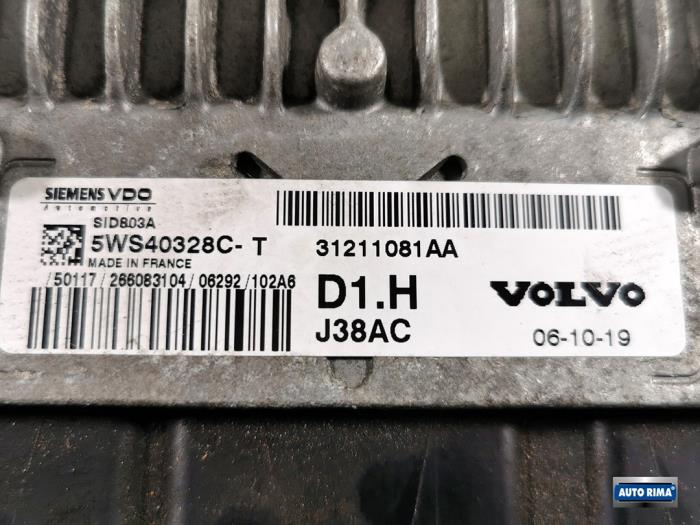 SIEMENS VDO
Automotive
SID803A
5WS40328C- T
MADE IN FRANCE
/50117/266083104/06292/102A6
31211081AA
D1.H
J38AC
VOLVO
06-10-19
AUTO RIMA